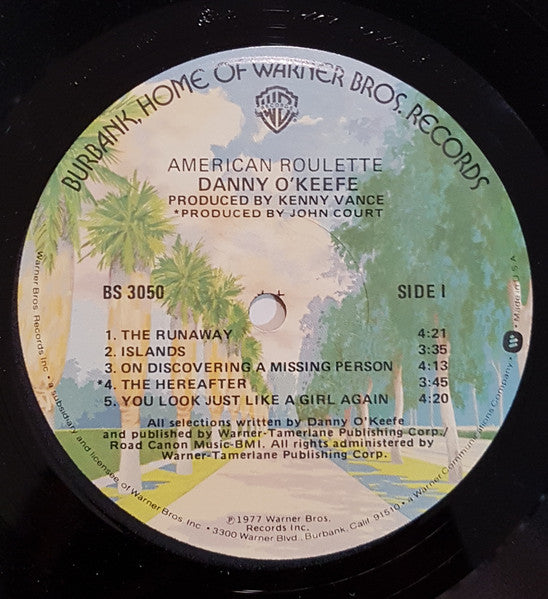 BURBANK, HOME OF WARNER BROS. RECORDS
WB
RECORDS
AMERICAN ROULETTE
DANNY O'KEEFE
PRODUCED BY KENNY VANCE
*PRODUCED BY JOHN COURT
BS 3050 SIDE I
1. THE RUNAWAY 4:21
2. ISLANDS 3:35
3. ON DISCOVERING A MISSING PERSON 4:13
*4. THE HEREAFTER 3:45
5. YOU LOOK JUST LIKE A GIRL AGAIN 4:20
All selections written by Danny O'Keefe
and published by Warner-Tamerlane Publishing Corp./
Road Canon Music-BMI. All rights administered by
Warner-Tamerlane Publishing Corp.
℗1977 Warner Bros.
Records Inc.
Warner Bros. Records Inc. • a subsidiary and licensee of Warner Bros. Inc. • 3300 Warner Blvd., Burbank, Calif. 91510 • a Warner Communications Company. • Made in U.S.A.